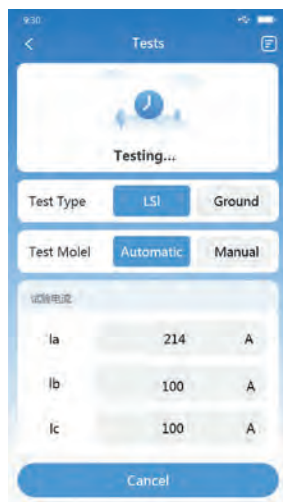 9:30
Tests
Testing...
Test Type LSI Ground
Test Molel Automatic Manual
试验电流
Ia 214 A
Ib 100 A
Ic 100 A
Cancel